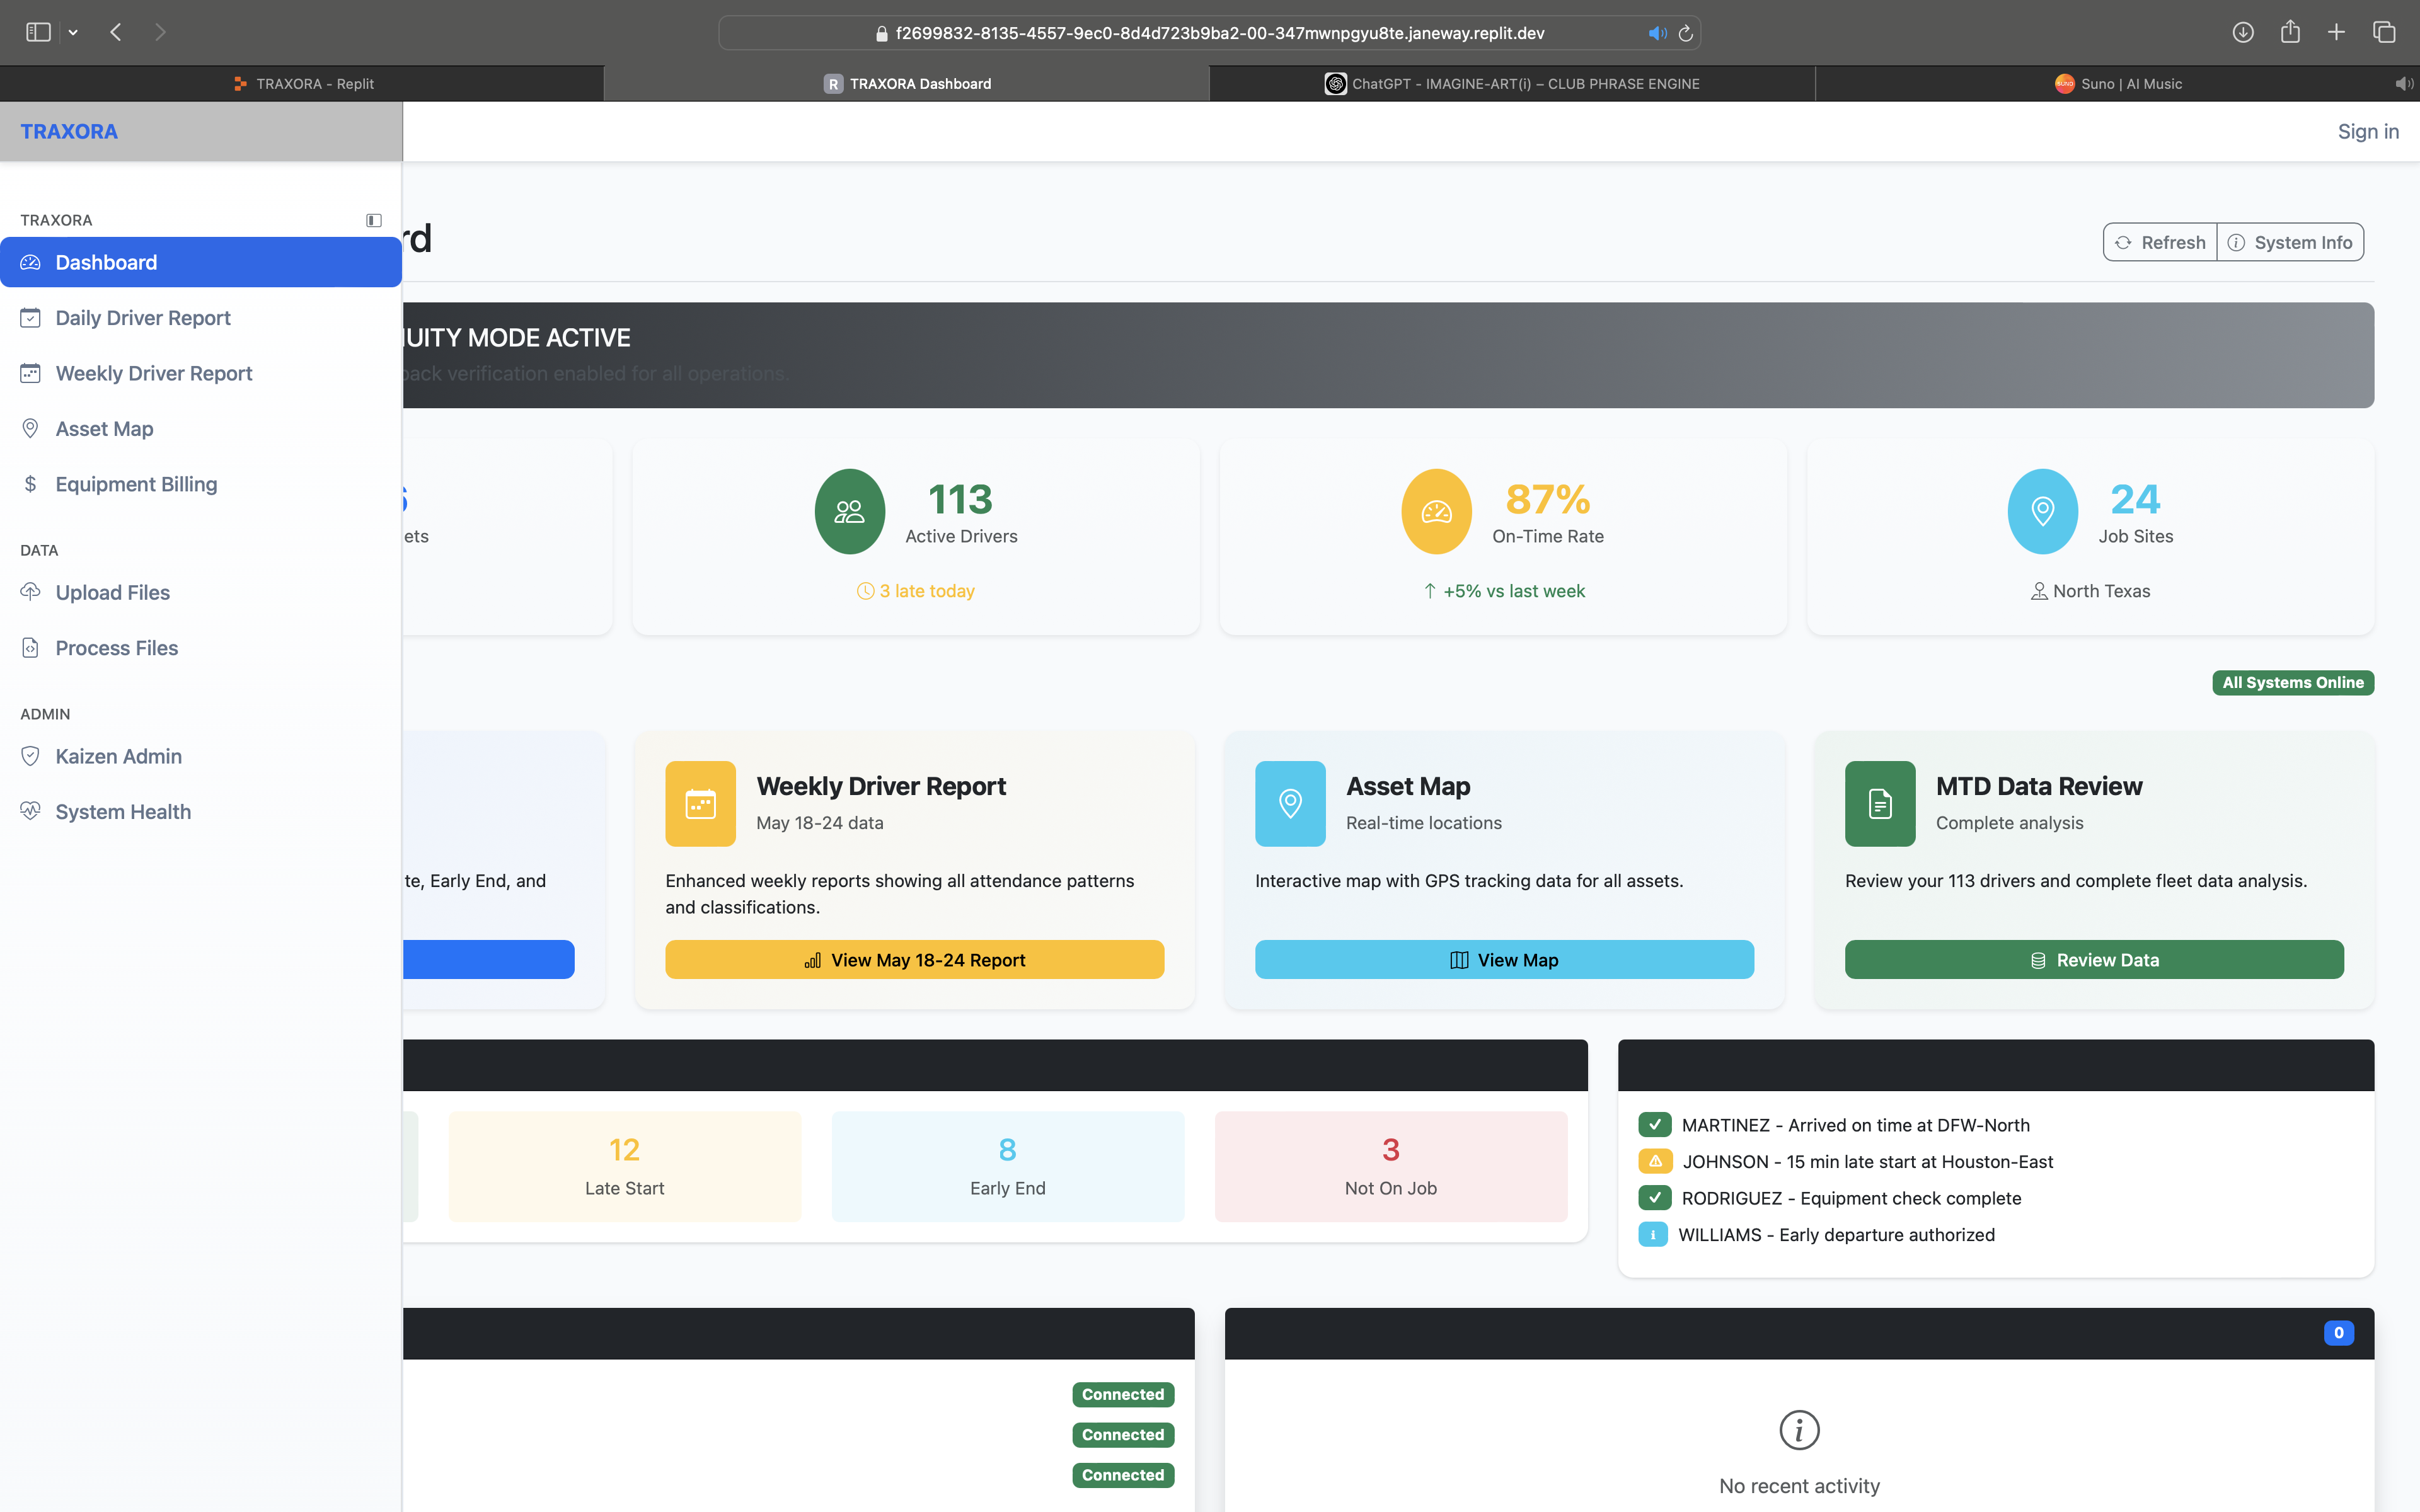 f2699832-8135-4557-9ec0-8d4d723b9ba2-00-347mwnpgyu8te.janeway.replit.dev
TRAXORA - Replit
R TRAXORA Dashboard
ChatGPT - IMAGINE-ART(i) – CLUB PHRASE ENGINE
SUNO Suno | AI Music
TRAXORA
Sign in
TRAXORA
Dashboard
Daily Driver Report
Weekly Driver Report
Asset Map
$ Equipment Billing
DATA
Upload Files
Process Files
ADMIN
Kaizen Admin
System Health
rd
Refresh
System Info
UITY MODE ACTIVE
back verification enabled for all operations.
ets
113
Active Drivers
3 late today
87%
On-Time Rate
+5% vs last week
24
Job Sites
North Texas
All Systems Online
te, Early End, and
Weekly Driver Report
May 18-24 data
Enhanced weekly reports showing all attendance patterns
and classifications.
View May 18-24 Report
Asset Map
Real-time locations
Interactive map with GPS tracking data for all assets.
View Map
MTD Data Review
Complete analysis
Review your 113 drivers and complete fleet data analysis.
Review Data
12
Late Start
8
Early End
3
Not On Job
MARTINEZ - Arrived on time at DFW-North
JOHNSON - 15 min late start at Houston-East
RODRIGUEZ - Equipment check complete
WILLIAMS - Early departure authorized
Connected
Connected
Connected
0
No recent activity